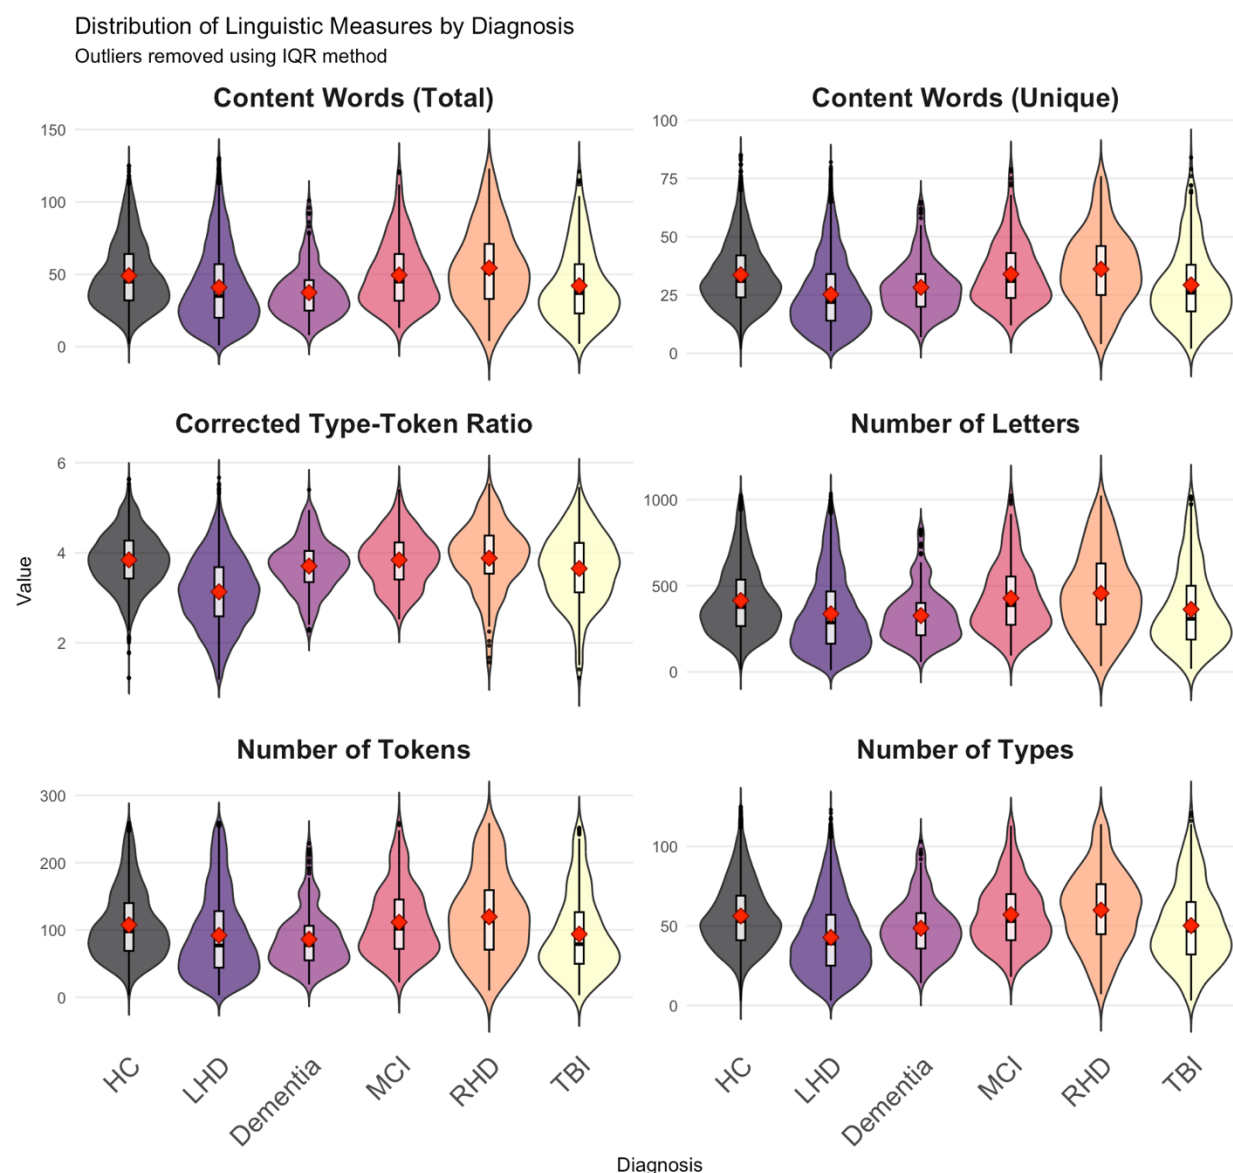 Distribution of Linguistic Measures by Diagnosis
Outliers removed using IQR method
Content Words (Total)
150
100
50
0
Content Words (Unique)
100
75
50
25
0
Corrected Type-Token Ratio
6
4
2
Number of Letters
1000
500
0
Value
Number of Tokens
300
200
100
0
Number of Types
100
50
0
HC
LHD
Dementia
MCI
RHD
TBI
HC
LHD
Dementia
MCI
RHD
TBI
Diagnosis